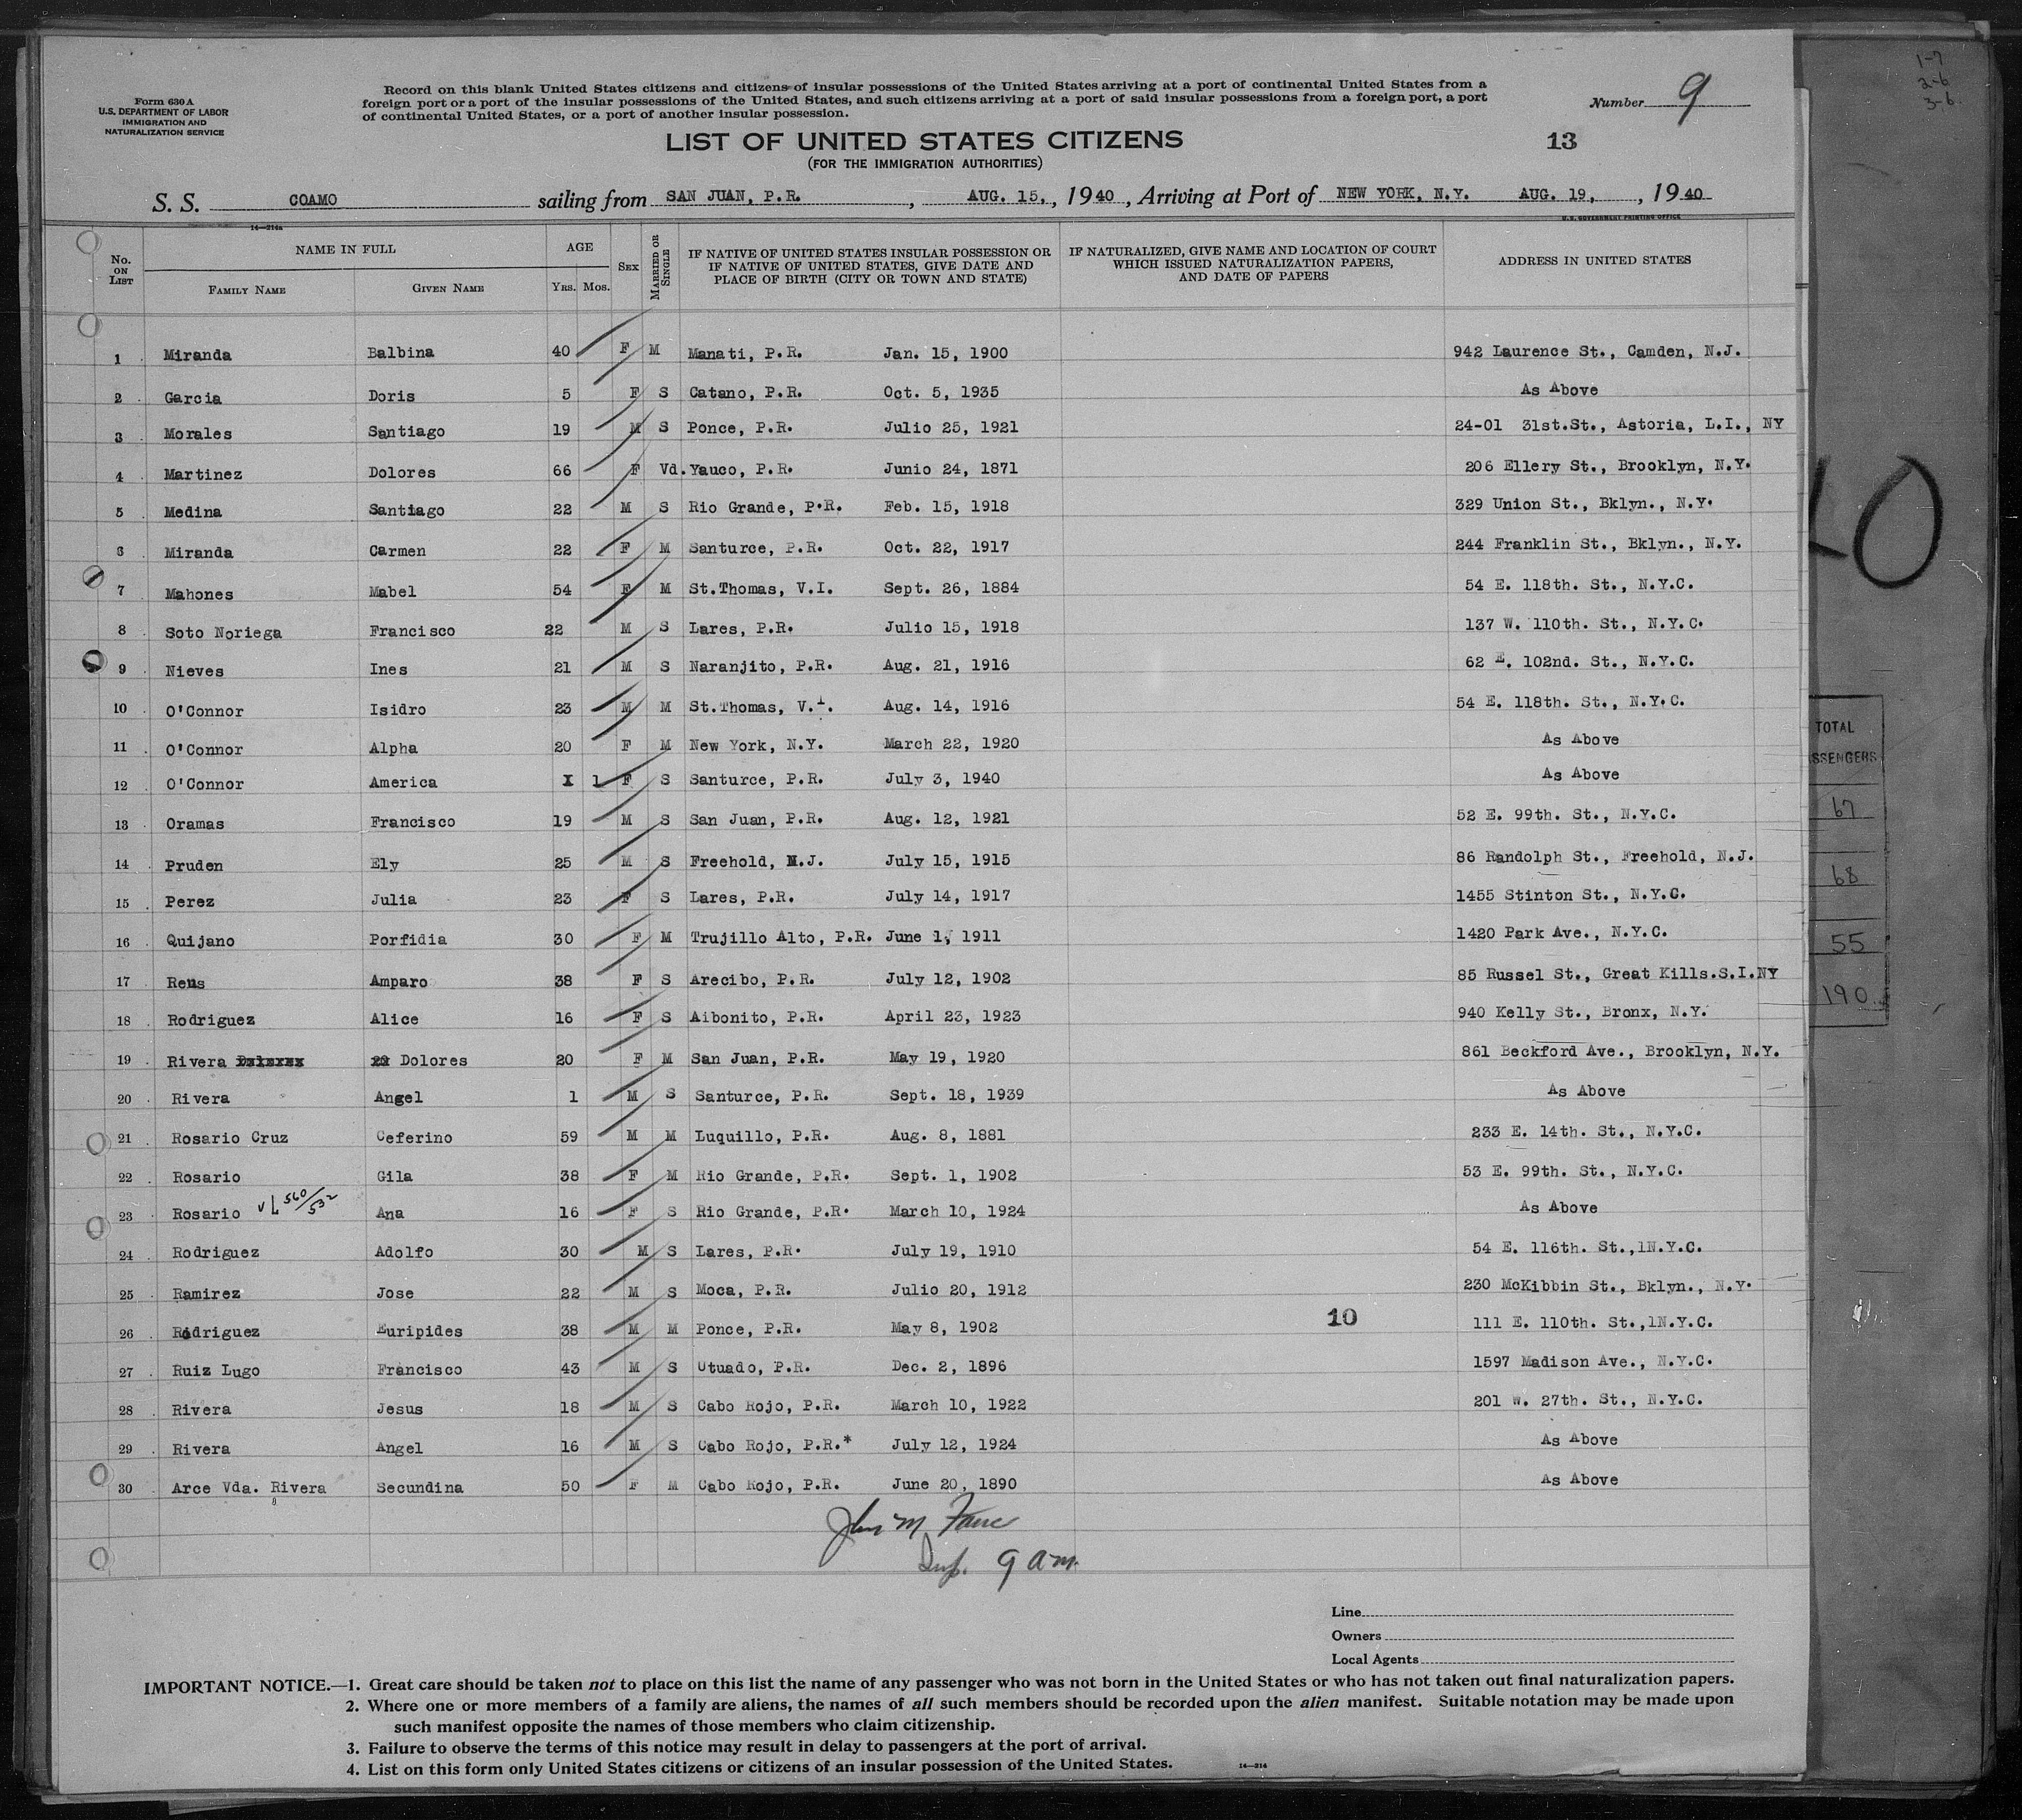 1-7
2-6
3-6
Form 630 A
U.S. DEPARTMENT OF LABOR
IMMIGRATION AND
NATURALIZATION SERVICE
Record on this blank United States citizens and citizens of insular possessions of the United States arriving at a port of continental United States from a
foreign port or a port of the insular possessions of the United States, and such citizens arriving at a port of said insular possessions from a foreign port, a port
of continental United States, or a port of another insular possession.
Number 9
LIST OF UNITED STATES CITIZENS
13
(FOR THE IMMIGRATION AUTHORITIES)
S. S. COAMO sailing from SAN JUAN, P.R. , AUG. 15, , 1940 , Arriving at Port of NEW YORK, N.Y. AUG. 19, , 1940
14—214a
U.S. GOVERNMENT PRINTING OFFICE
No. ON LIST
NAME IN FULL
FAMILY NAME GIVEN NAME
AGE
YRS. MOS.
SEX
MARRIED OR SINGLE
IF NATIVE OF UNITED STATES INSULAR POSSESSION OR
IF NATIVE OF UNITED STATES, GIVE DATE AND
PLACE OF BIRTH (CITY OR TOWN AND STATE)
IF NATURALIZED, GIVE NAME AND LOCATION OF COURT
WHICH ISSUED NATURALIZATION PAPERS,
AND DATE OF PAPERS
ADDRESS IN UNITED STATES
1 Miranda Balbina 40 F M Manati, P.R. Jan. 15, 1900 942 Laurence St., Camden, N.J.
2 Garcia Doris 5 F S Catano, P.R. Oct. 5, 1935 As Above
3 Morales Santiago 19 M S Ponce, P.R. Julio 25, 1921 24-01 31st.St., Astoria, L.I., NY
4 Martinez Dolores 66 F Vd. Yauco, P.R. Junio 24, 1871 206 Ellery St., Brooklyn, N.Y.
5 Medina Santiago 22 M S Rio Grande, P.R. Feb. 15, 1918 329 Union St., Bklyn., N.Y.
6 Miranda Carmen 22 F M Santurce, P.R. Oct. 22, 1917 244 Franklin St., Bklyn., N.Y.
7 Mahones Mabel 54 F M St.Thomas, V.I. Sept. 26, 1884 54 E. 118th. St., N.Y.C.
8 Soto Noriega Francisco 22 M S Lares, P.R. Julio 15, 1918 137 W. 110th. St., N.Y.C.
9 Nieves Ines 21 M S Naranjito, P.R. Aug. 21, 1916 62 E. 102nd. St., N.Y.C.
10 O'Connor Isidro 23 M M St.Thomas, V.I. Aug. 14, 1916 54 E. 118th. St., N.Y.C.
11 O'Connor Alpha 20 F M New York, N.Y. March 22, 1920 As Above
12 O'Connor America X 1 F S Santurce, P.R. July 3, 1940 As Above
13 Oramas Francisco 19 M S San Juan, P.R. Aug. 12, 1921 52 E. 99th. St., N.Y.C.
14 Pruden Ely 25 M S Freehold, N.J. July 15, 1915 86 Randolph St., Freehold, N.J.
15 Perez Julia 23 F S Lares, P.R. July 14, 1917 1455 Stinton St., N.Y.C.
16 Quijano Porfidia 30 F M Trujillo Alto, P.R. June 1, 1911 1420 Park Ave., N.Y.C.
17 Reus Amparo 38 F S Arecibo, P.R. July 12, 1902 85 Russel St., Great Kills.S.I.NY
18 Rodriguez Alice 16 F S Aibonito, P.R. April 23, 1923 940 Kelly St., Bronx, N.Y.
19 Rivera Dolores 20 F M San Juan, P.R. May 19, 1920 861 Beckford Ave., Brooklyn, N.Y.
20 Rivera Angel 1 M S Santurce, P.R. Sept. 18, 1939 As Above
21 Rosario Cruz Ceferino 59 M M Luquillo, P.R. Aug. 8, 1881 233 E. 14th. St., N.Y.C.
22 Rosario Gila 38 F M Rio Grande, P.R. Sept. 1, 1902 53 E. 99th. St., N.Y.C.
23 Rosario VL 560/532 Ana 16 F S Rio Grande, P.R. March 10, 1924 As Above
24 Rodriguez Adolfo 30 M S Lares, P.R. July 19, 1910 54 E. 116th. St.,lN.Y.C.
25 Ramirez Jose 22 M S Moca, P.R. Julio 20, 1912 230 McKibbin St., Bklyn., N.Y.
26 Rodriguez Euripides 38 M M Ponce, P.R. May 8, 1902 10 111 E. 110th. St.,lN.Y.C.
27 Ruiz Lugo Francisco 43 M S Utuado, P.R. Dec. 2, 1896 1597 Madison Ave., N.Y.C.
28 Rivera Jesus 18 M S Cabo Rojo, P.R. March 10, 1922 201 W. 27th. St., N.Y.C.
29 Rivera Angel 16 M S Cabo Rojo, P.R.* July 12, 1924 As Above
30 Arce Vda. Rivera Secundina 50 F M Cabo Rojo, P.R. June 20, 1890 As Above
John M
Insp. 9 am.
Line
Owners
Local Agents
IMPORTANT NOTICE.—1. Great care should be taken not to place on this list the name of any passenger who was not born in the United States or who has not taken out final naturalization papers.
2. Where one or more members of a family are aliens, the names of all such members should be recorded upon the alien manifest. Suitable notation may be made upon
such manifest opposite the names of those members who claim citizenship.
3. Failure to observe the terms of this notice may result in delay to passengers at the port of arrival.
4. List on this form only United States citizens or citizens of an insular possession of the United States.
14—214
0
TOTAL
SSENGERS
67
68
55
190